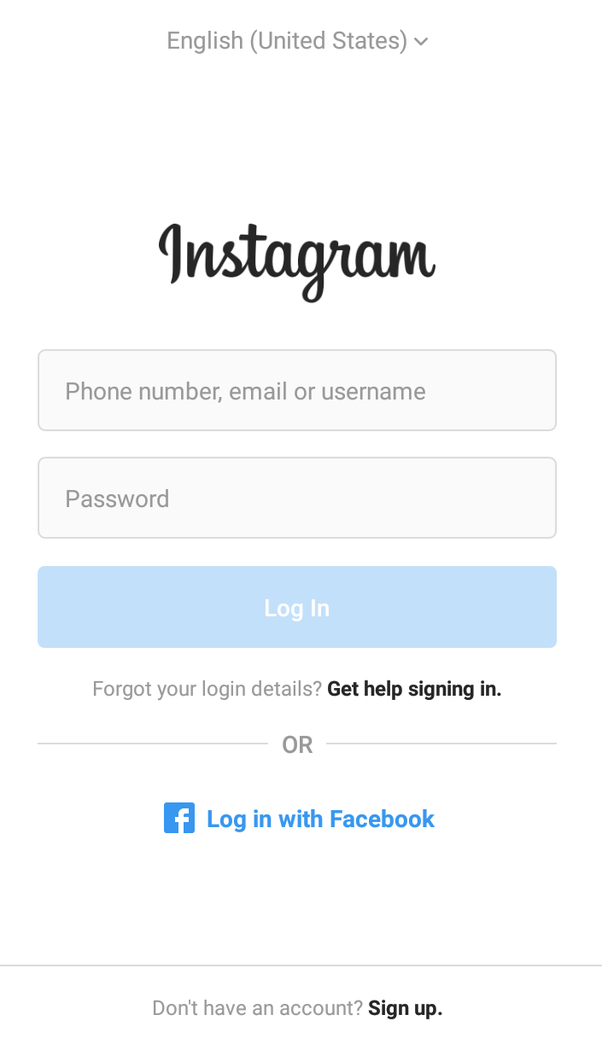 English (United States)
Instagram
Phone number, email or username
Password
Log In
Forgot your login details? Get help signing in.
OR
Log in with Facebook
Don't have an account? Sign up.